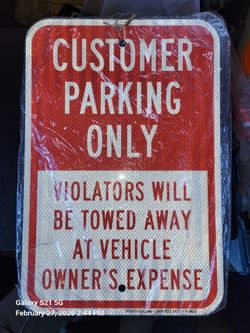 CUSTOMER
PARKING
ONLY
VIOLATORS WILL
BE TOWED AWAY
AT VEHICLE
OWNER'S EXPENSE
Galaxy S21 5G
February 27, 2026 2:44 PM